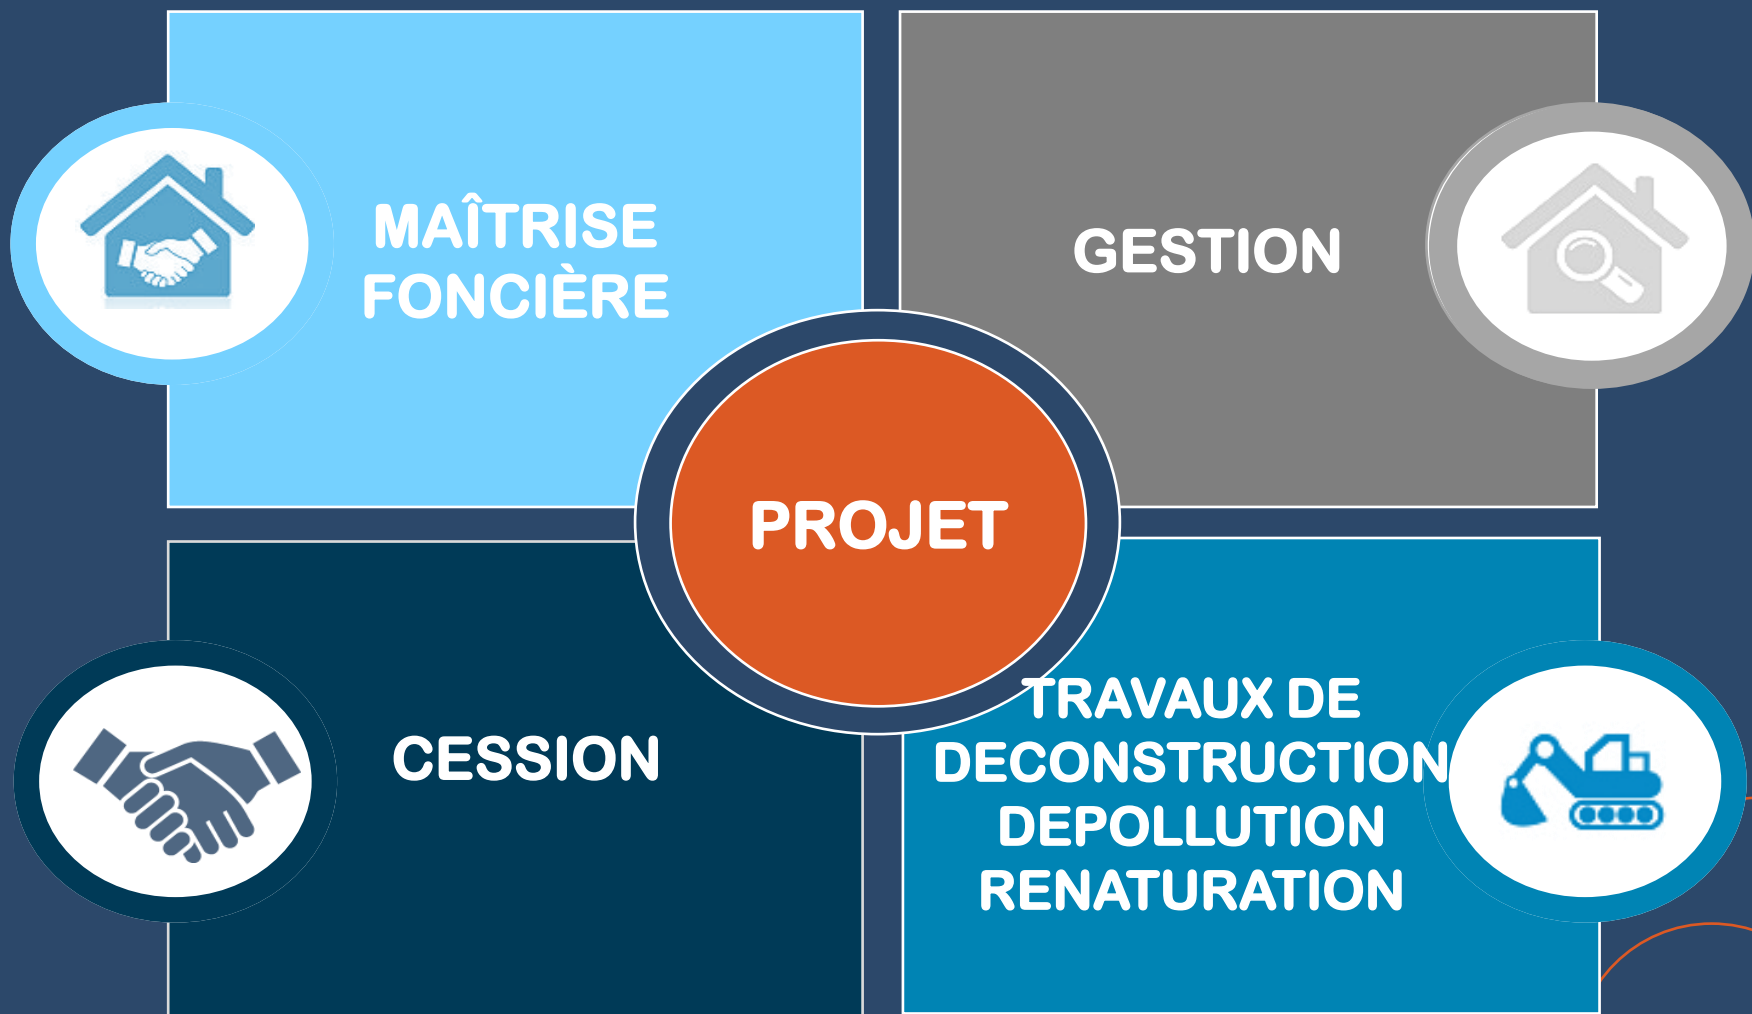 MAÎTRISE
FONCIÈRE
GESTION
PROJET
CESSION
TRAVAUX DE
DECONSTRUCTION
DEPOLLUTION
RENATURATION